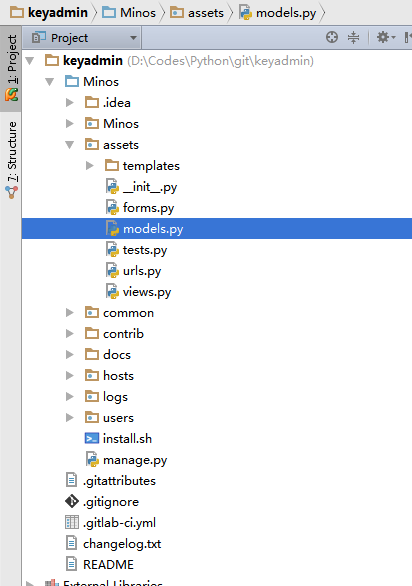 keyadmin Minos assets models.py
1: Project
7: Structure
Project
keyadmin (D:\Codes\Python\git\keyadmin)
Minos
.idea
Minos
assets
templates
__init__.py
forms.py
models.py
tests.py
urls.py
views.py
common
contrib
docs
hosts
logs
users
install.sh
manage.py
.gitattributes
.gitignore
.gitlab-ci.yml
changelog.txt
README
External Libraries